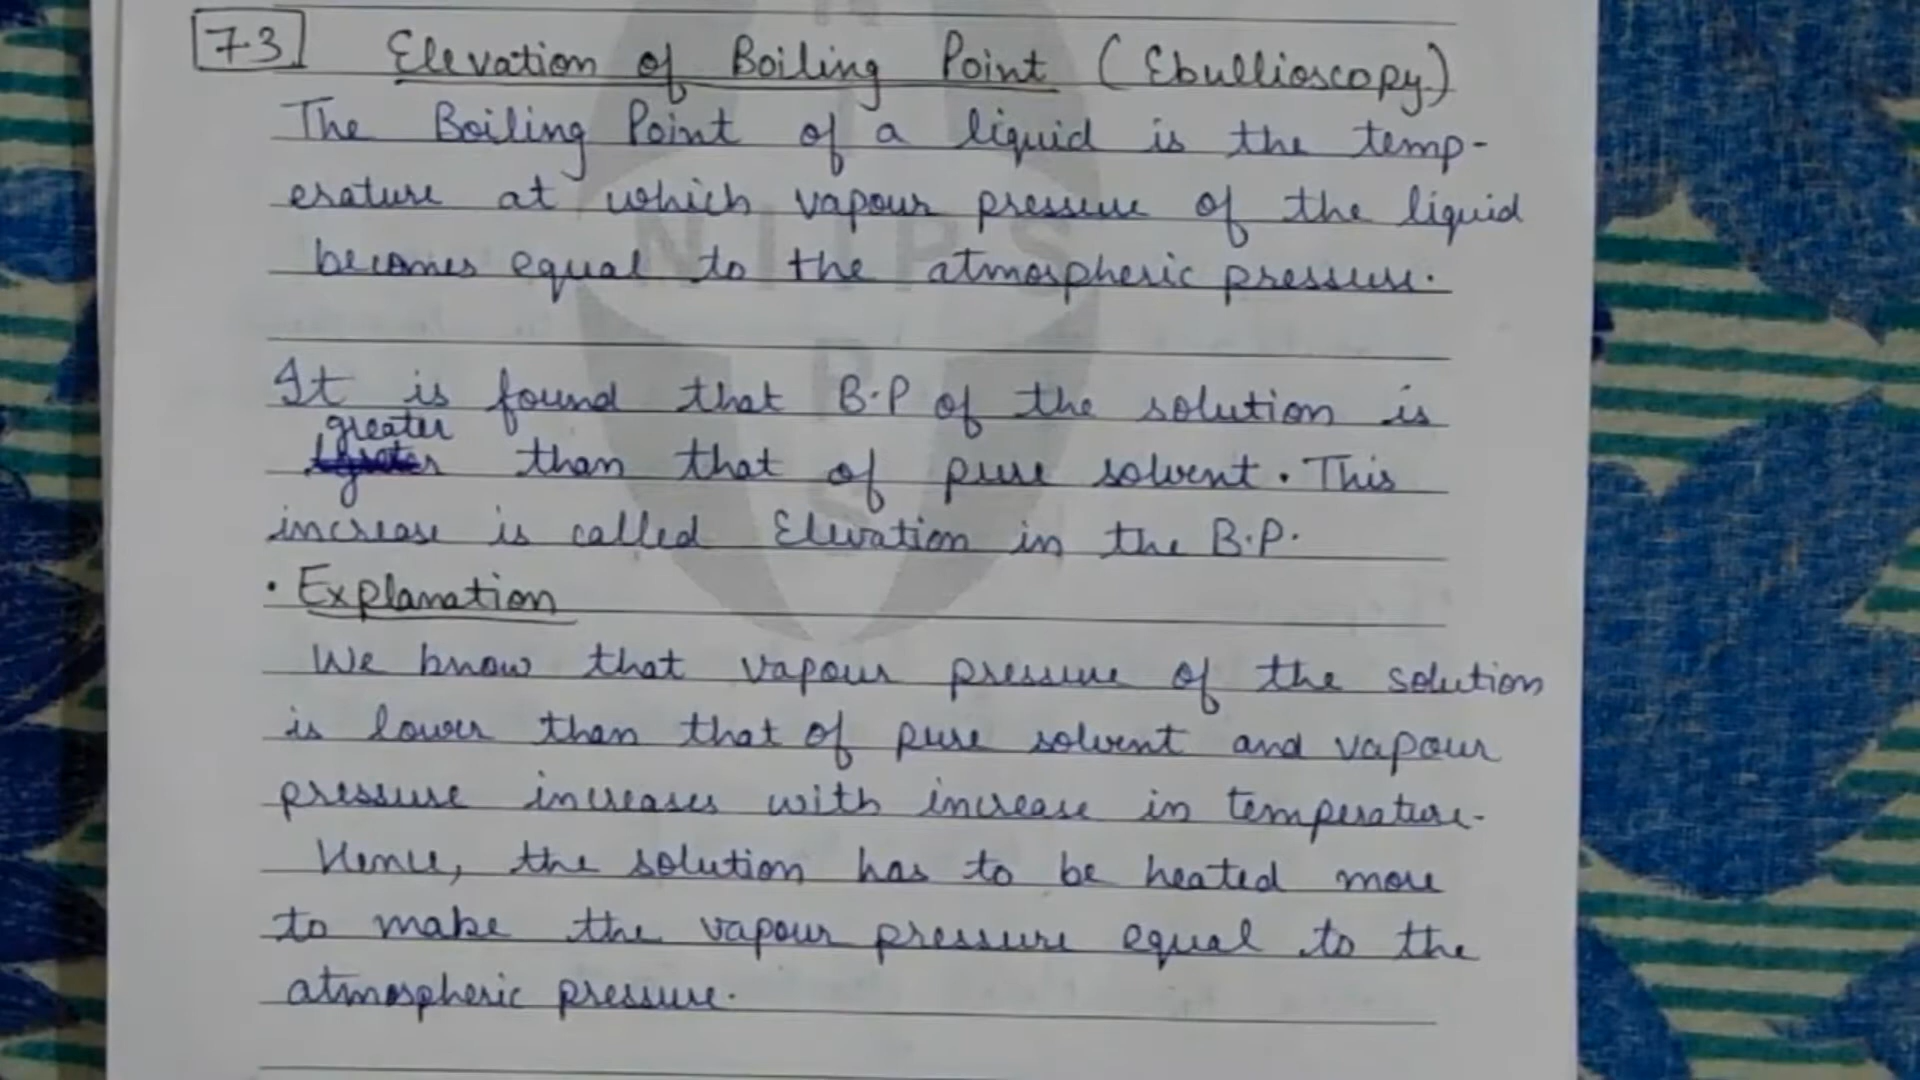 7.3 Elevation of Boiling Point (Ebullioscopy)
The Boiling Point of a liquid is the temp-
erature at which vapour pressure of the liquid
becomes equal to the atmospheric pressure.
It is found that B.P of the solution is
greater
than that of pure solvent. This
increase is called Elevation in the B.P.
• Explanation
We know that vapour pressure of the solution
is lower than that of pure solvent and vapour
pressure increases with increase in temperature.
Hence, the solution has to be heated more
to make the vapour pressure equal to the
atmospheric pressure.